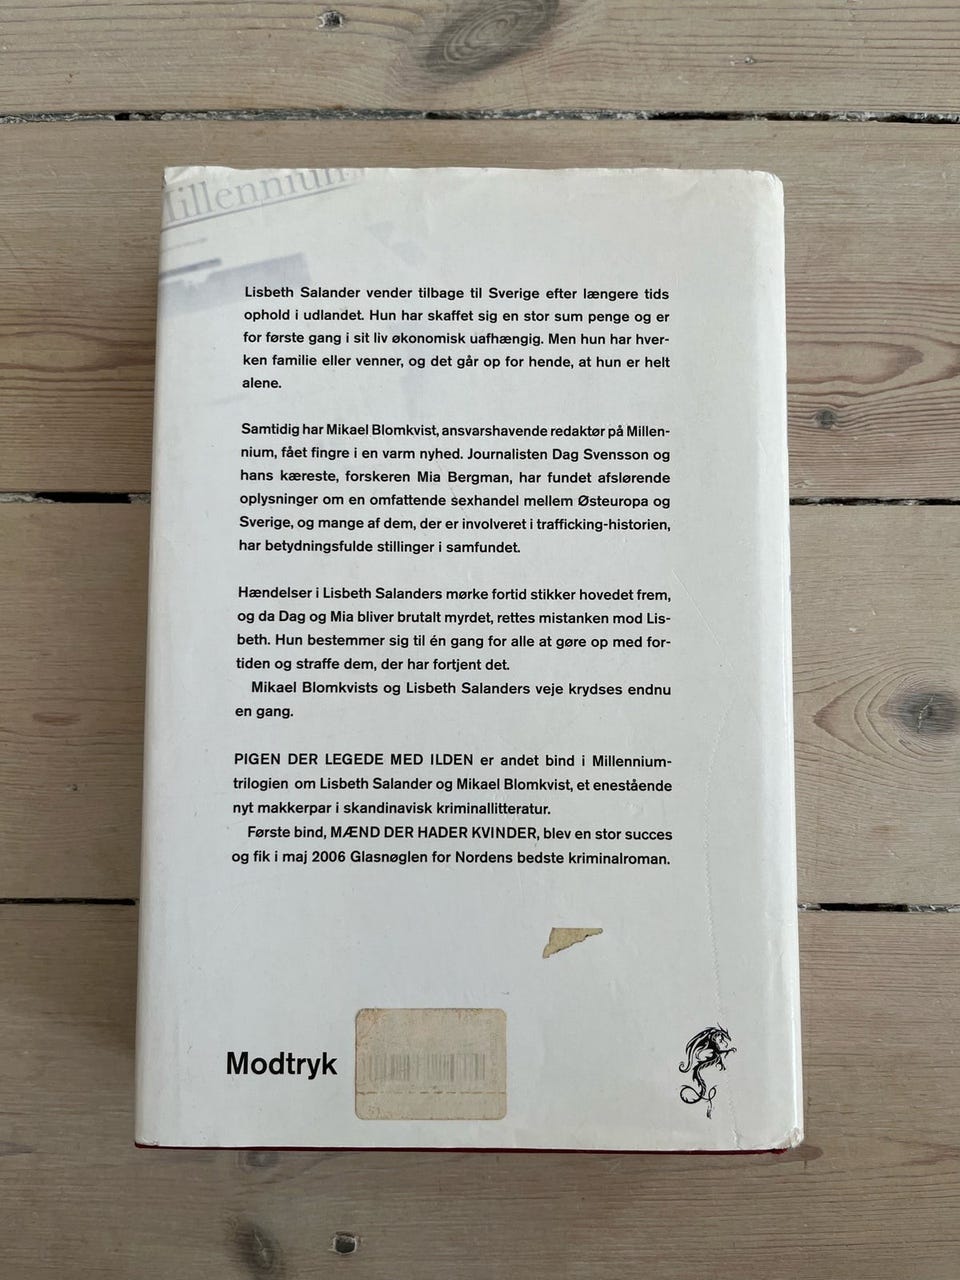 Millennium
Lisbeth Salander vender tilbage til Sverige efter længere tids
ophold i udlandet. Hun har skaffet sig en stor sum penge og er
for første gang i sit liv økonomisk uafhængig. Men hun har hver-
ken familie eller venner, og det går op for hende, at hun er helt
alene.
Samtidig har Mikael Blomkvist, ansvarshavende redaktør på Millen-
nium, fået fingre i en varm nyhed. Journalisten Dag Svensson og
hans kæreste, forskeren Mia Bergman, har fundet afslørende
oplysninger om en omfattende sexhandel mellem Østeuropa og
Sverige, og mange af dem, der er involveret i trafficking-historien,
har betydningsfulde stillinger i samfundet.
Hændelser i Lisbeth Salanders mørke fortid stikker hovedet frem,
og da Dag og Mia bliver brutalt myrdet, rettes mistanken mod Lis-
beth. Hun bestemmer sig til én gang for alle at gøre op med for-
tiden og straffe dem, der har fortjent det.
Mikael Blomkvists og Lisbeth Salanders veje krydses endnu
en gang.
PIGEN DER LEGEDE MED ILDEN er andet bind i Millennium-
trilogien om Lisbeth Salander og Mikael Blomkvist, et enestående
nyt makkerpar i skandinavisk kriminallitteratur.
Første bind, MÆND DER HADER KVINDER, blev en stor succes
og fik i maj 2006 Glasnøglen for Nordens bedste kriminalroman.
Modtryk